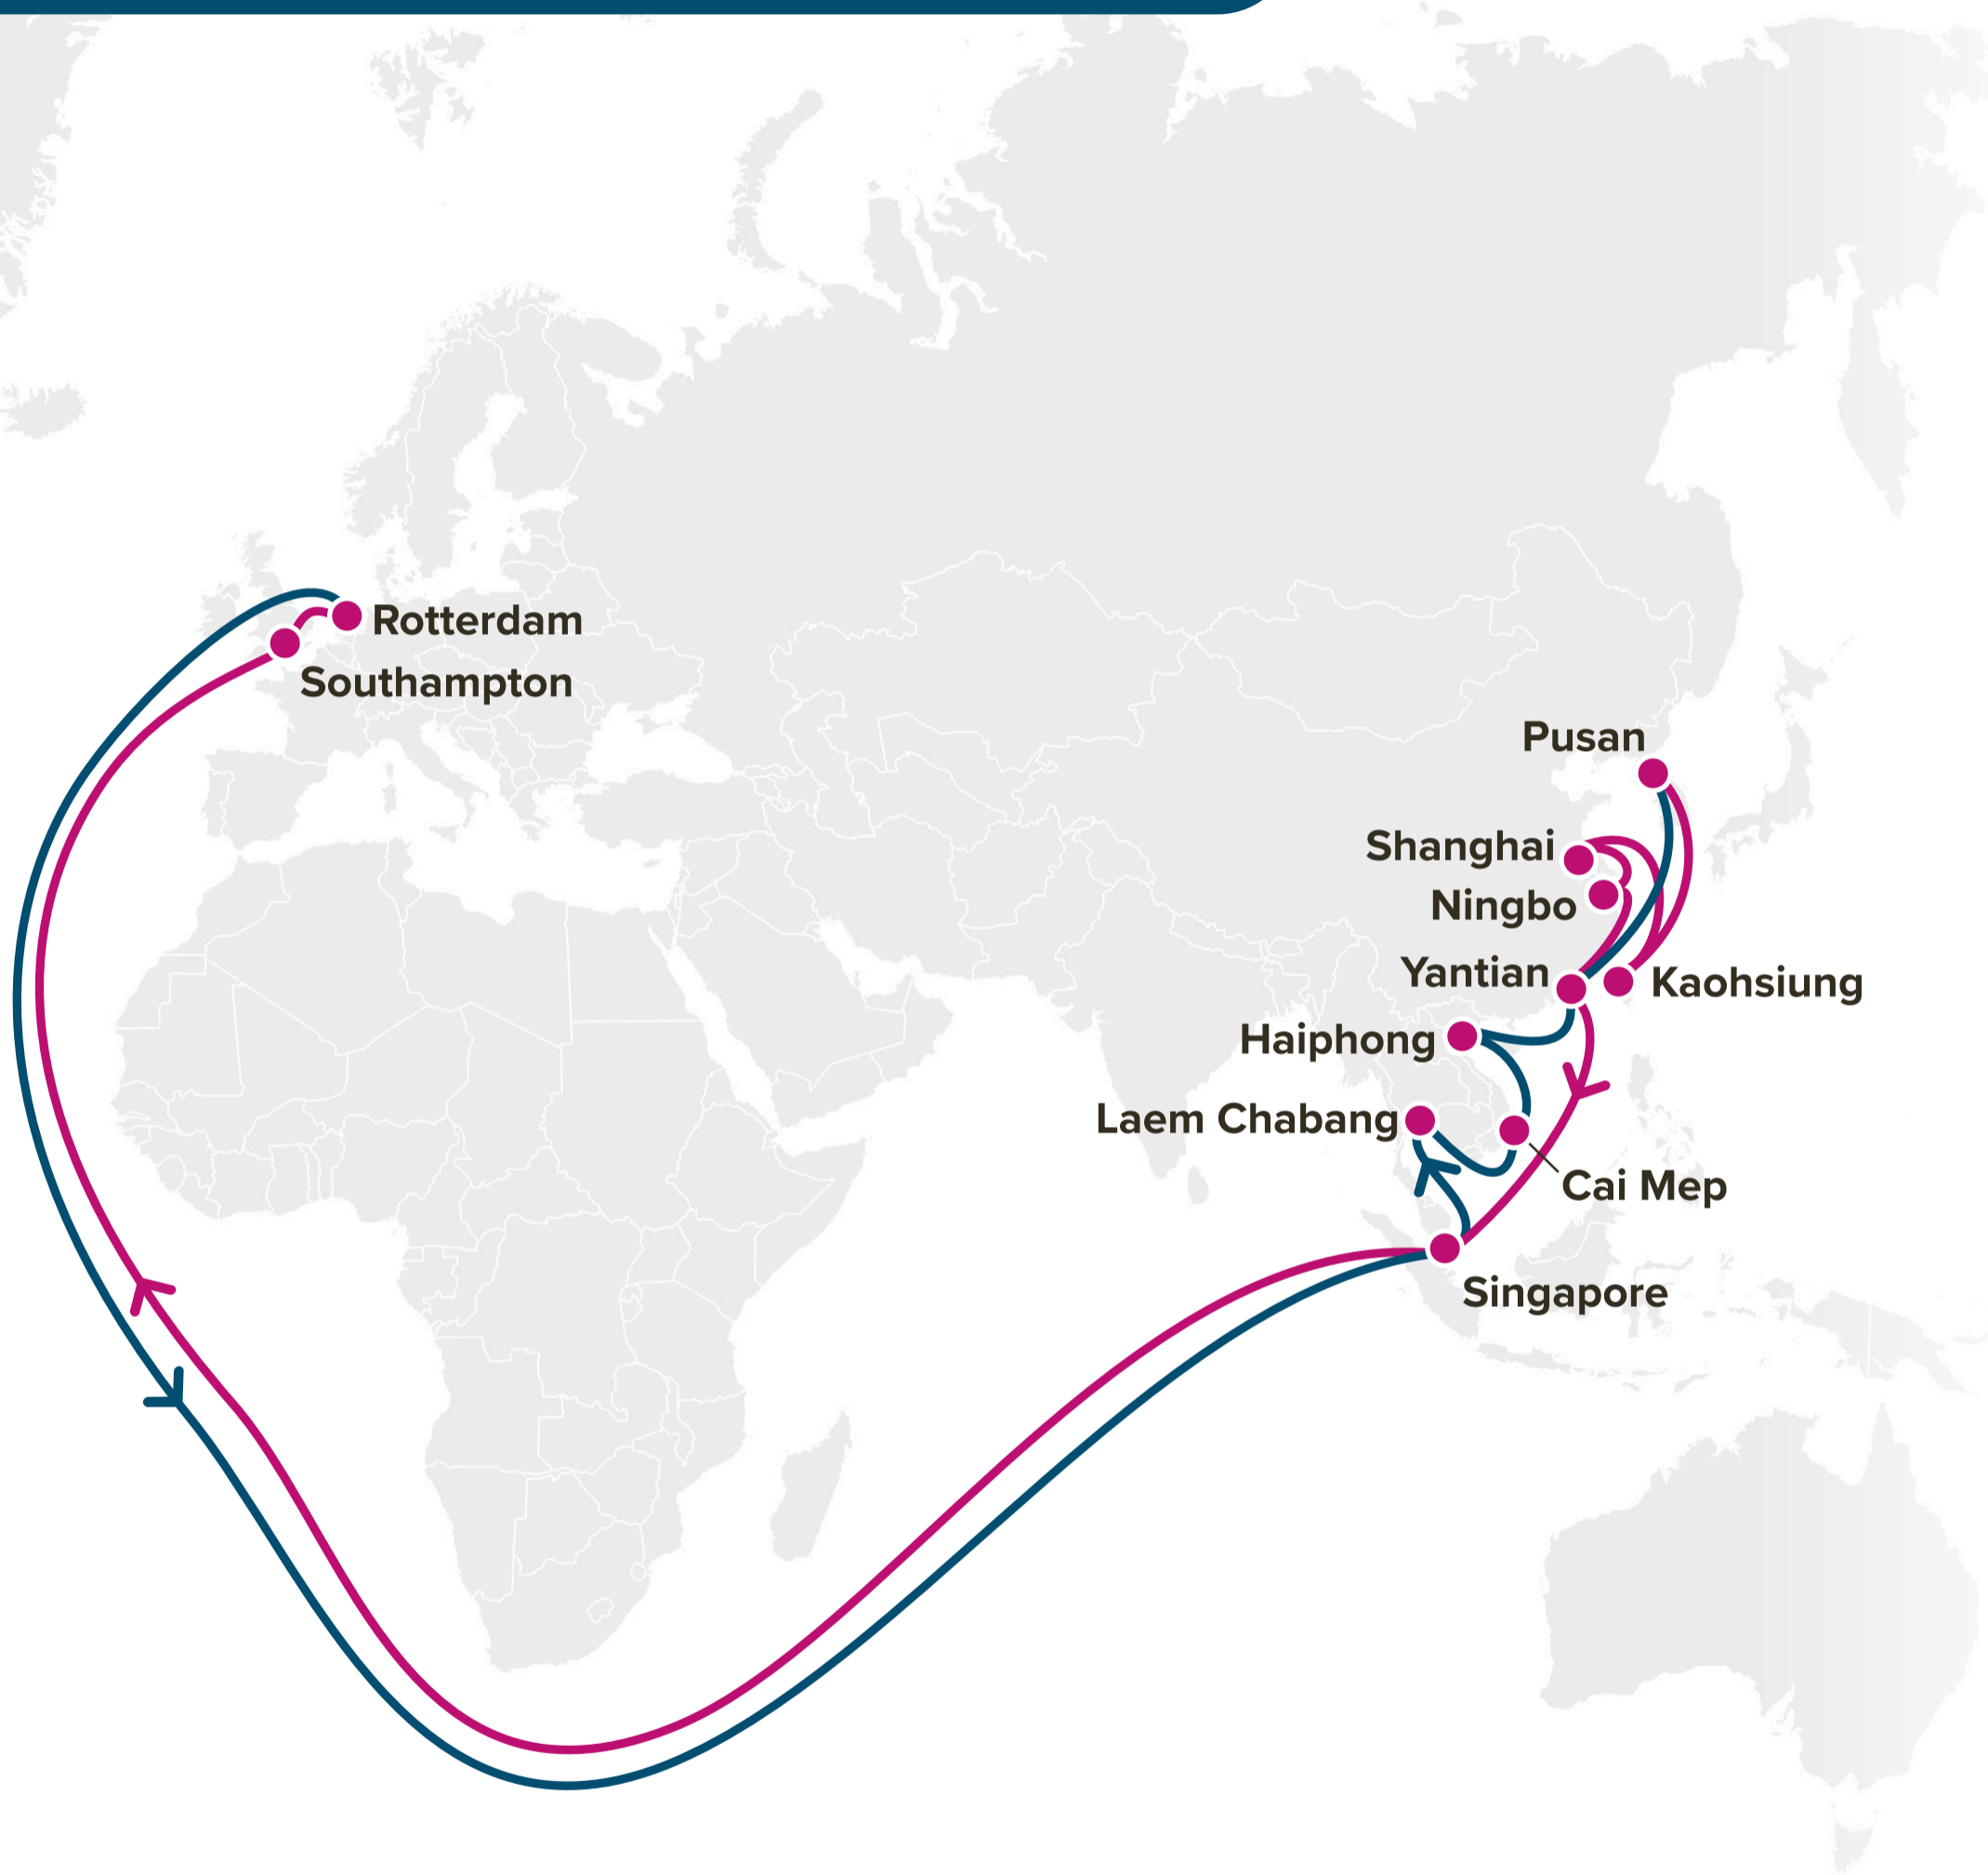 Rotterdam
Southampton
Pusan
Shanghai
Ningbo
Yantian
Kaohsiung
Haiphong
Laem Chabang
Cai Mep
Singapore